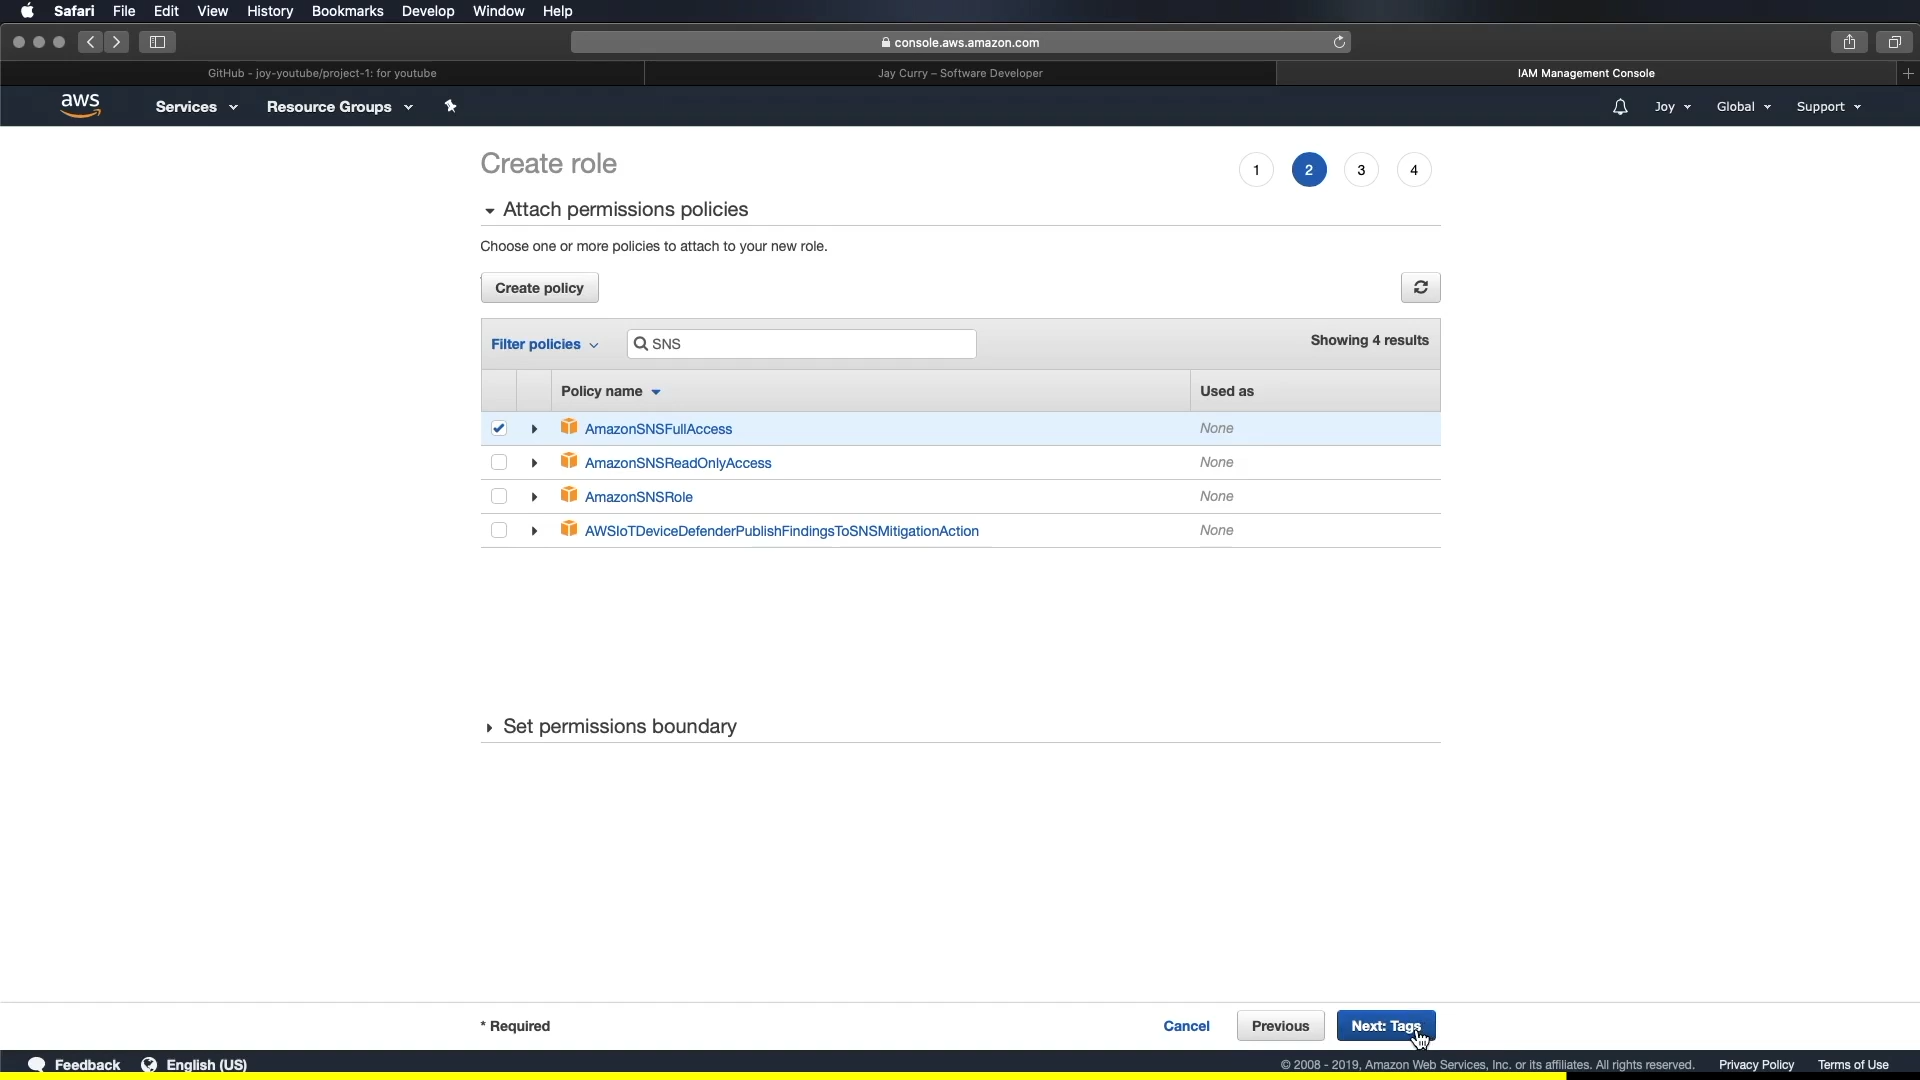 Safari File Edit View History Bookmarks Develop Window Help
console.aws.amazon.com
GitHub - joy-youtube/project-1: for youtube Jay Curry – Software Developer IAM Management Console
aws Services Resource Groups Joy Global Support
Create role 1 2 3 4
Attach permissions policies
Choose one or more policies to attach to your new role.
Create policy
Filter policies SNS Showing 4 results
Policy name Used as
AmazonSNSFullAccess None
AmazonSNSReadOnlyAccess None
AmazonSNSRole None
AWSIoTDeviceDefenderPublishFindingsToSNSMitigationAction None
Set permissions boundary
* Required Cancel Previous Next: Tags
Feedback English (US) © 2008 - 2019, Amazon Web Services, Inc. or its affiliates. All rights reserved. Privacy Policy Terms of Use